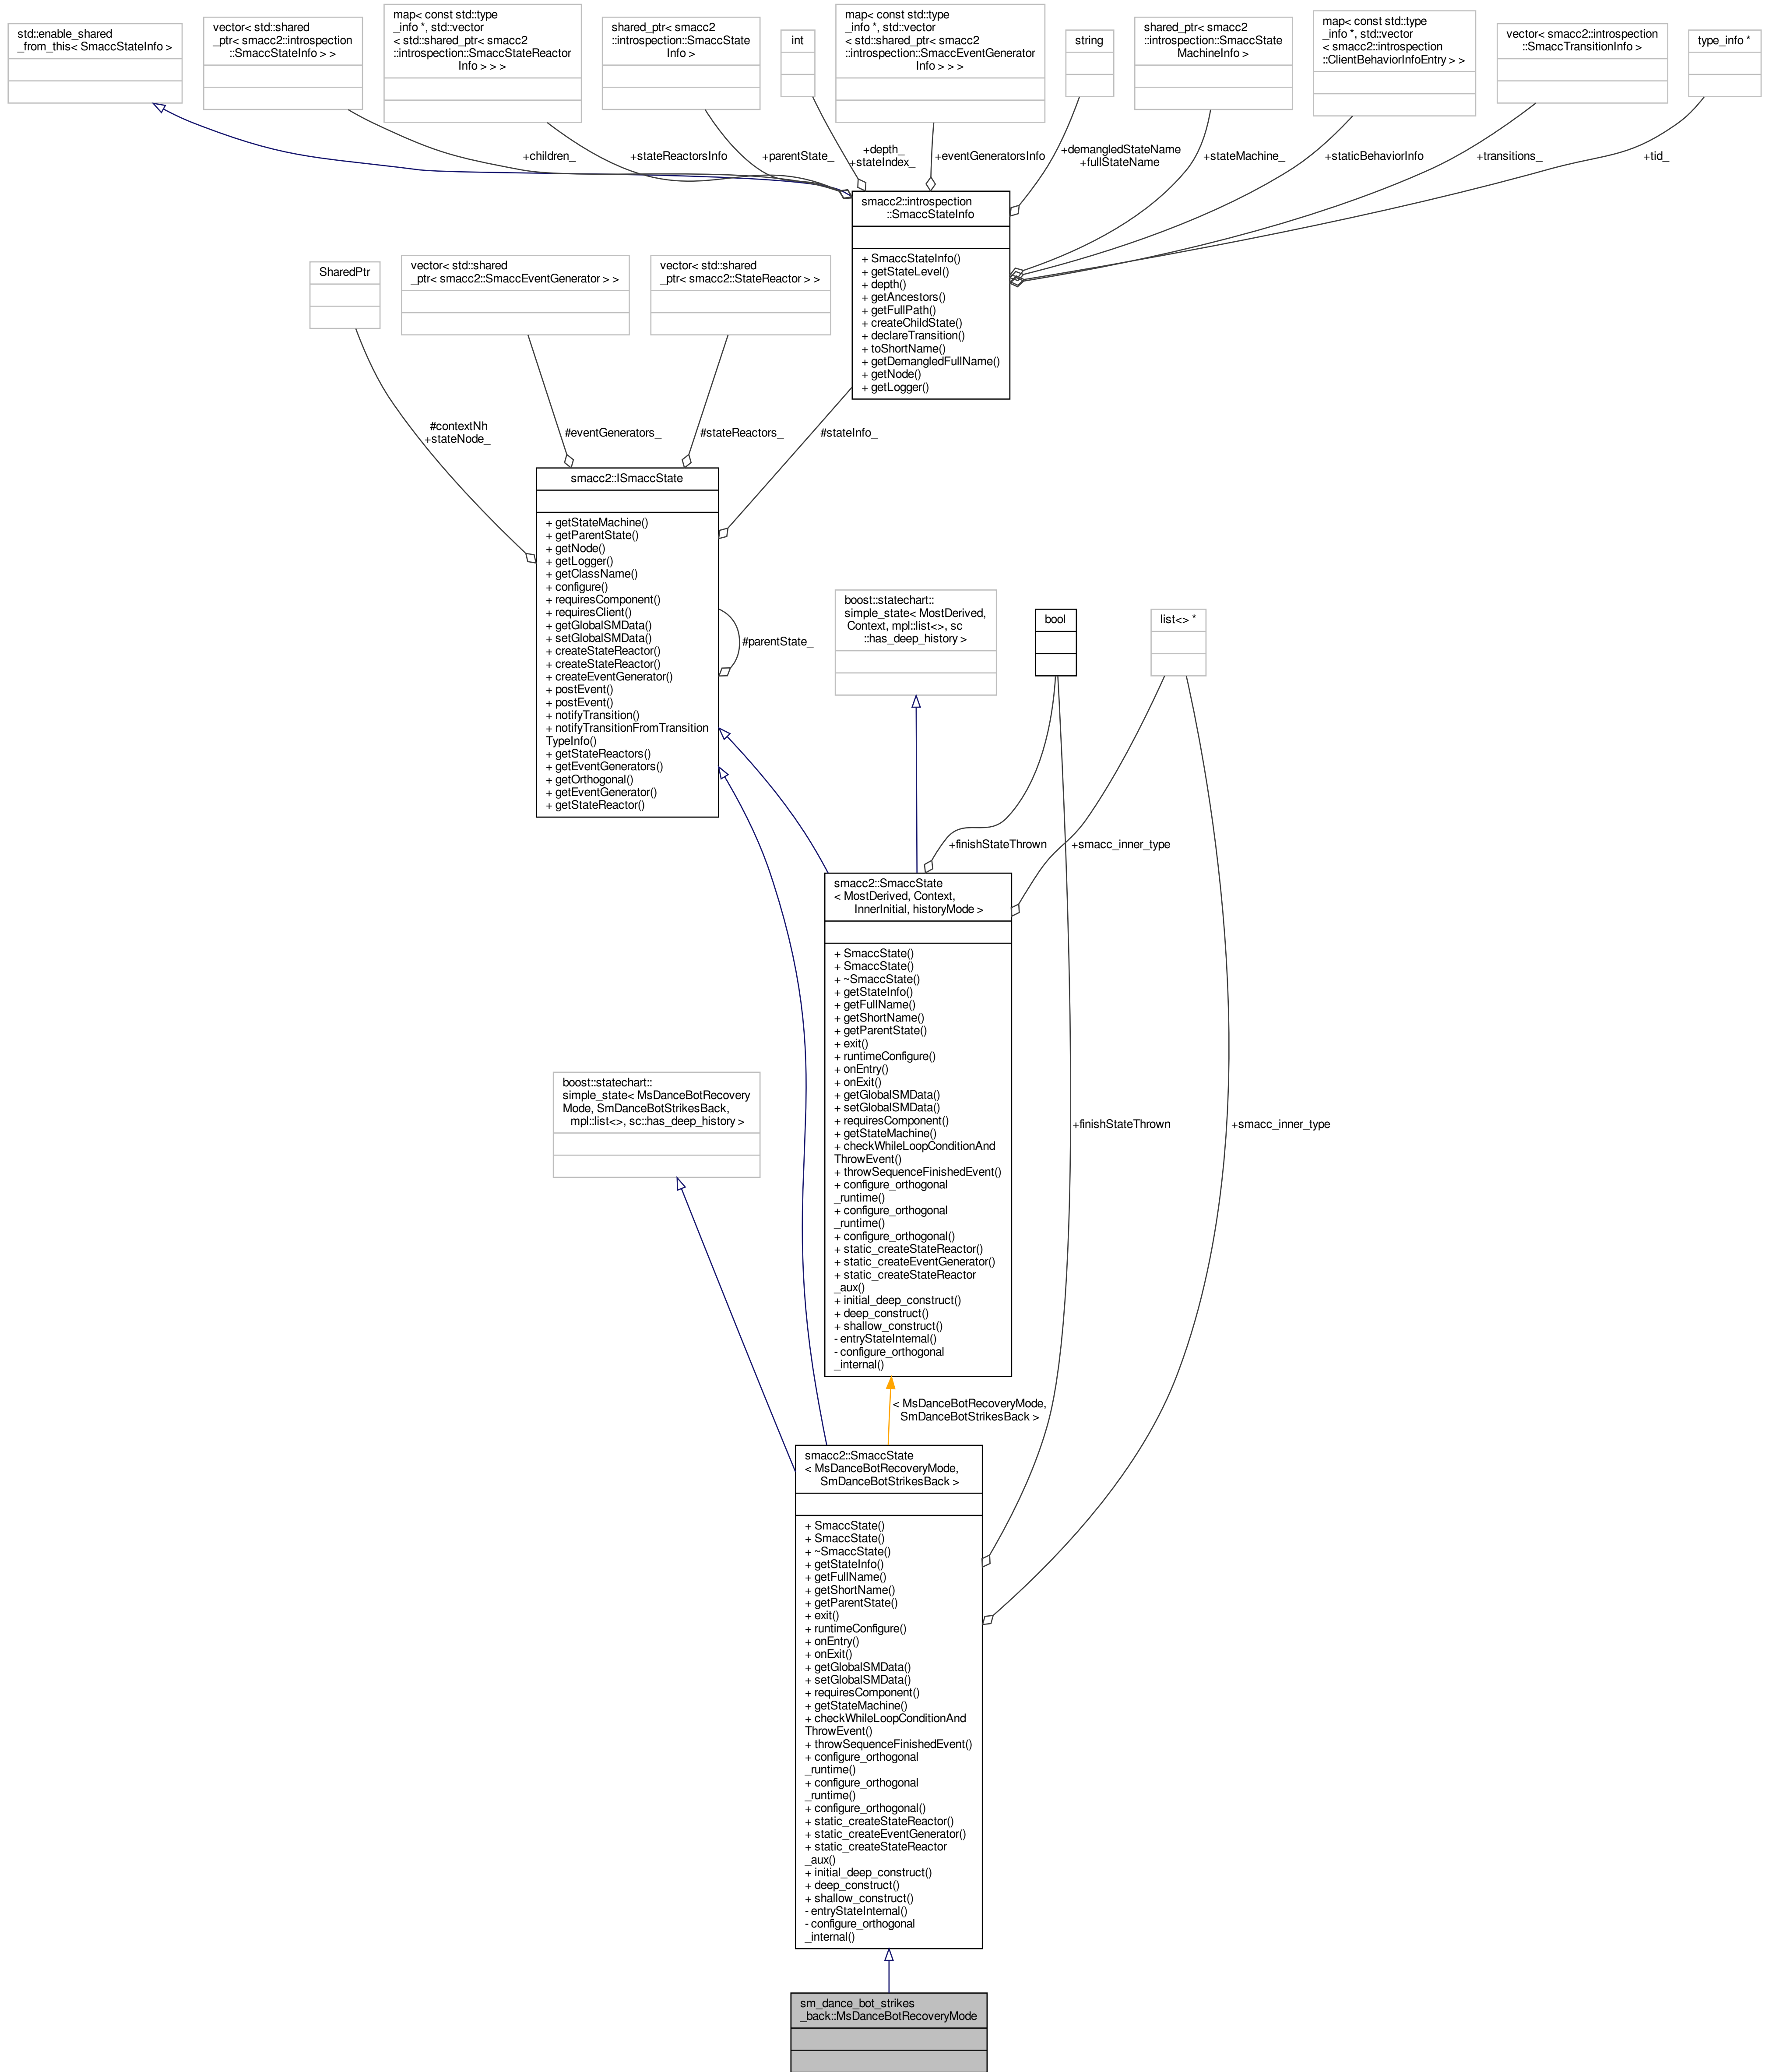 std::enable_shared
_from_this< SmaccStateInfo >
vector< std::shared
_ptr< smacc2::introspection
::SmaccStateInfo > >
map< const std::type
_info *, std::vector
< std::shared_ptr< smacc2
::introspection::SmaccStateReactor
Info > > >
shared_ptr< smacc2
::introspection::SmaccState
Info >
int
map< const std::type
_info *, std::vector
< std::shared_ptr< smacc2
::introspection::SmaccEventGenerator
Info > > >
string
shared_ptr< smacc2
::introspection::SmaccState
MachineInfo >
map< const std::type
_info *, std::vector
< smacc2::introspection
::ClientBehaviorInfoEntry > >
vector< smacc2::introspection
::SmaccTransitionInfo >
type_info *
+children_
+stateReactorsInfo
+parentState_
+depth_
+stateIndex_
+eventGeneratorsInfo
+demangledStateName
+fullStateName
+stateMachine_
+staticBehaviorInfo
+transitions_
+tid_
smacc2::introspection
::SmaccStateInfo
+ SmaccStateInfo()
+ getStateLevel()
+ depth()
+ getAncestors()
+ getFullPath()
+ createChildState()
+ declareTransition()
+ toShortName()
+ getDemangledFullName()
+ getNode()
+ getLogger()
SharedPtr
vector< std::shared
_ptr< smacc2::SmaccEventGenerator > >
vector< std::shared
_ptr< smacc2::StateReactor > >
#contextNh
+stateNode_
#eventGenerators_
#stateReactors_
#stateInfo_
smacc2::ISmaccState
+ getStateMachine()
+ getParentState()
+ getNode()
+ getLogger()
+ getClassName()
+ configure()
+ requiresComponent()
+ requiresClient()
+ getGlobalSMData()
+ setGlobalSMData()
+ createStateReactor()
+ createStateReactor()
+ createEventGenerator()
+ postEvent()
+ postEvent()
+ notifyTransition()
+ notifyTransitionFromTransition
TypeInfo()
+ getStateReactors()
+ getEventGenerators()
+ getOrthogonal()
+ getEventGenerator()
+ getStateReactor()
#parentState_
boost::statechart::
simple_state< MostDerived,
Context, mpl::list<>, sc
::has_deep_history >
bool
list<> *
+finishStateThrown
+smacc_inner_type
smacc2::SmaccState
< MostDerived, Context,
InnerInitial, historyMode >
+ SmaccState()
+ SmaccState()
+ ~SmaccState()
+ getStateInfo()
+ getFullName()
+ getShortName()
+ getParentState()
+ exit()
+ runtimeConfigure()
+ onEntry()
+ onExit()
+ getGlobalSMData()
+ setGlobalSMData()
+ requiresComponent()
+ getStateMachine()
+ checkWhileLoopConditionAnd
ThrowEvent()
+ throwSequenceFinishedEvent()
+ configure_orthogonal
_runtime()
+ configure_orthogonal
_runtime()
+ configure_orthogonal()
+ static_createStateReactor()
+ static_createEventGenerator()
+ static_createStateReactor
_aux()
+ initial_deep_construct()
+ deep_construct()
+ shallow_construct()
- entryStateInternal()
- configure_orthogonal
_internal()
boost::statechart::
simple_state< MsDanceBotRecovery
Mode, SmDanceBotStrikesBack,
mpl::list<>, sc::has_deep_history >
+finishStateThrown
+smacc_inner_type
< MsDanceBotRecoveryMode,
SmDanceBotStrikesBack >
smacc2::SmaccState
< MsDanceBotRecoveryMode,
SmDanceBotStrikesBack >
+ SmaccState()
+ SmaccState()
+ ~SmaccState()
+ getStateInfo()
+ getFullName()
+ getShortName()
+ getParentState()
+ exit()
+ runtimeConfigure()
+ onEntry()
+ onExit()
+ getGlobalSMData()
+ setGlobalSMData()
+ requiresComponent()
+ getStateMachine()
+ checkWhileLoopConditionAnd
ThrowEvent()
+ throwSequenceFinishedEvent()
+ configure_orthogonal
_runtime()
+ configure_orthogonal
_runtime()
+ configure_orthogonal()
+ static_createStateReactor()
+ static_createEventGenerator()
+ static_createStateReactor
_aux()
+ initial_deep_construct()
+ deep_construct()
+ shallow_construct()
- entryStateInternal()
- configure_orthogonal
_internal()
sm_dance_bot_strikes
_back::MsDanceBotRecoveryMode